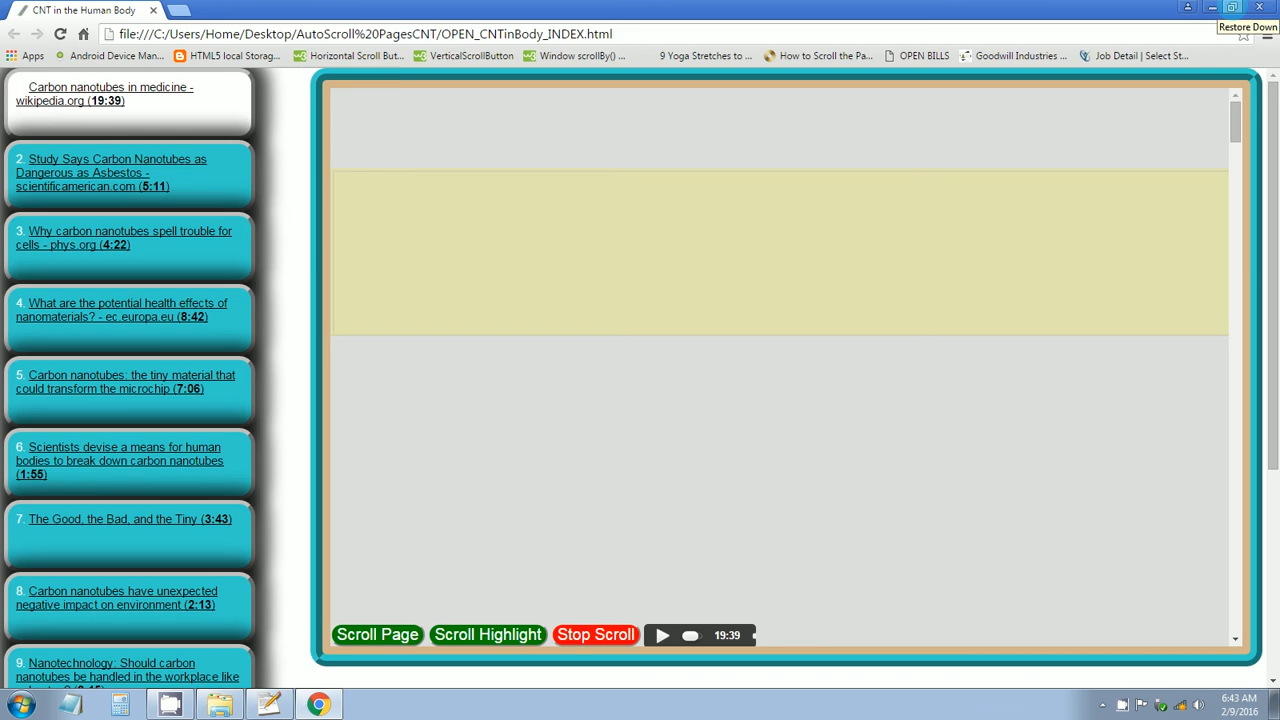 CNT in the Human Body
Restore Down
file:///C:/Users/Home/Desktop/AutoScroll%20PagesCNT/OPEN_CNTinBody_20vEX.html
Apps Android Device Man... HTML5 local Storag... Horizontal Scroll But... VerticalScrollButton Window scrollBy() ... 9 Yoga Stretches to ... How to Scroll the Pa... OPEN BILLS Goodwill Industries ... Job Detail | Select St...
Carbon nanotubes in medicine -
wikipedia.org (19:39)
2. Study Says Carbon Nanotubes as
Dangerous as Asbestos -
scientificamerican.com (5:11)
3. Why carbon nanotubes spell trouble for
cells - phys.org (4:22)
4. What are the potential health effects of
nanomaterials? - ec.europa.eu (8:42)
5. Carbon nanotubes: the tiny material that
could transform the microchip (7:06)
6. Scientists devise a means for human
bodies to break down carbon nanotubes
(1:55)
7. The Good, the Bad, and the Tiny (3:43)
8. Carbon nanotubes have unexpected
negative impact on environment (2:13)
9. Nanotechnology: Should carbon
nanotubes be handled in the workplace like
Scroll Page Scroll Highlight Stop Scroll 19:39
6:43 AM
2/9/2016